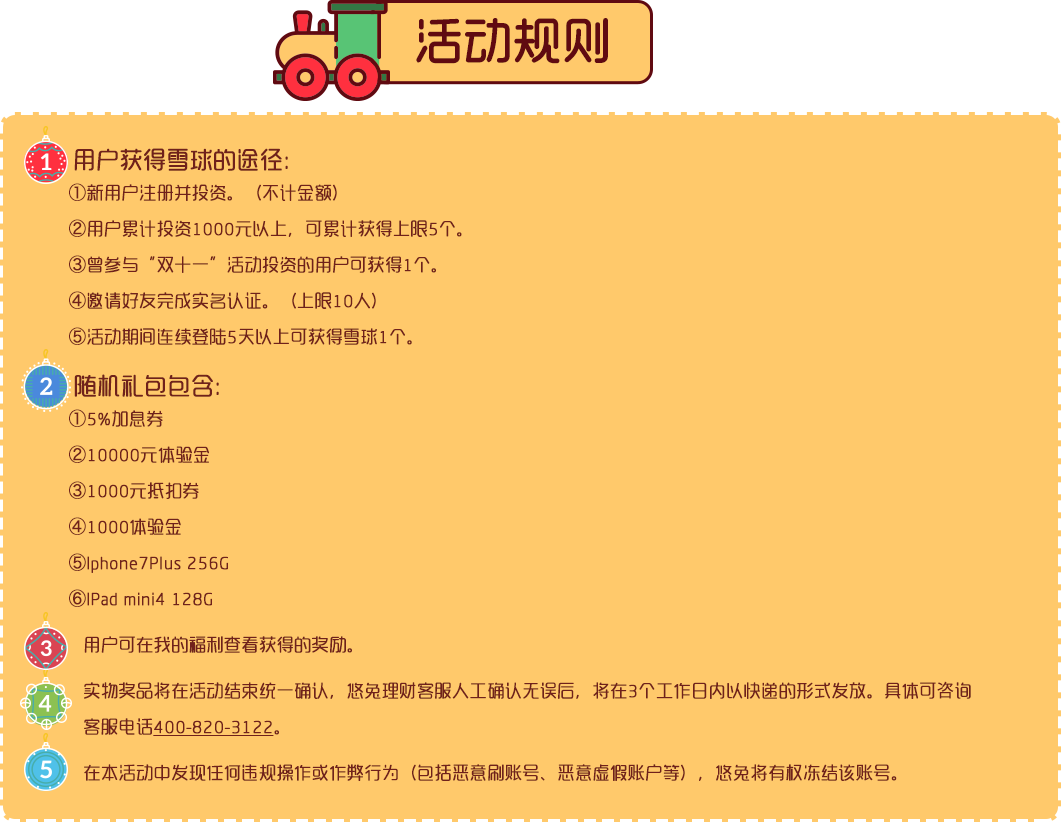 活动规则
1 用户获得雪球的途径:
①新用户注册并投资。（不计金额）
②用户累计投资1000元以上，可累计获得上限5个。
③曾参与“双十一”活动投资的用户可获得1个。
④邀请好友完成实名认证。（上限10人）
⑤活动期间连续登陆5天以上可获得雪球1个。
2 随机礼包包含:
①5%加息券
②10000元体验金
③1000元抵扣券
④1000体验金
⑤Iphone7Plus 256G
⑥IPad mini4 128G
3 用户可在我的福利查看获得的奖励。
4 实物奖品将在活动结束统一确认，悠兔理财客服人工确认无误后，将在3个工作日内以快递的形式发放。具体可咨询
客服电话400-820-3122。
5 在本活动中发现任何违规操作或作弊行为（包括恶意刷账号、恶意虚假账户等），悠兔将有权冻结该账号。